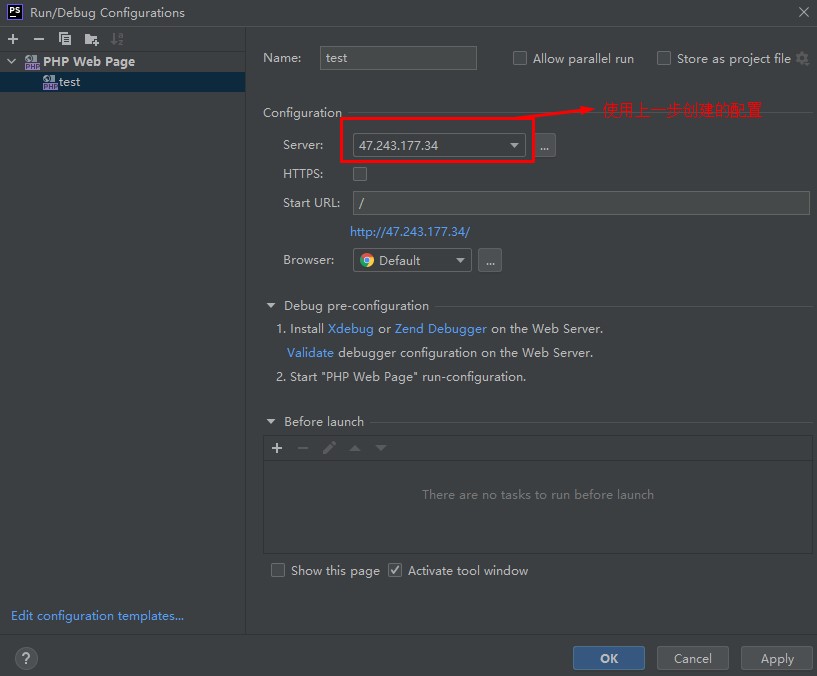 PS Run/Debug Configurations
PHP Web Page
test
Name: test Allow parallel run Store as project file
Configuration 使用上一步创建的配置
Server: 47.243.177.34 ...
HTTPS:
Start URL: /
http://47.243.177.34/
Browser: Default ...
Debug pre-configuration
1. Install Xdebug or Zend Debugger on the Web Server.
Validate debugger configuration on the Web Server.
2. Start "PHP Web Page" run-configuration.
Before launch
There are no tasks to run before launch
Show this page Activate tool window
Edit configuration templates...
? OK Cancel Apply